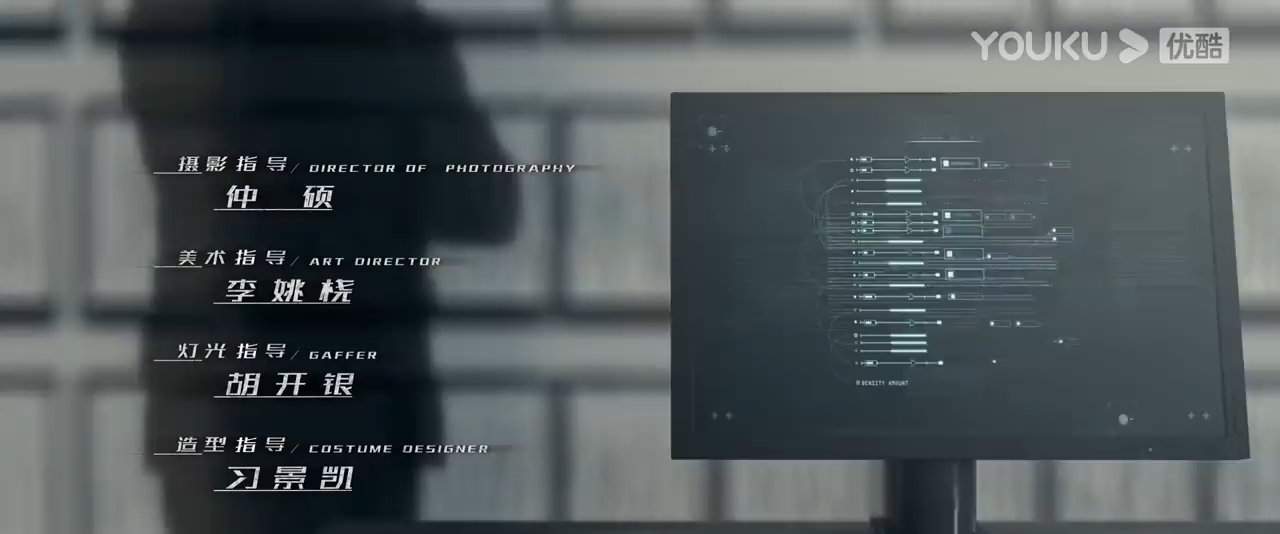 YOUKU 优酷
摄影指导/ DIRECTOR OF PHOTOGRAPHY
仲 硕
美术指导/ ART DIRECTOR
李姚桡
灯光指导/ GAFFER
胡开银
造型指导/ COSTUME DESIGNER
习景凯
DENSITY AMOUNT